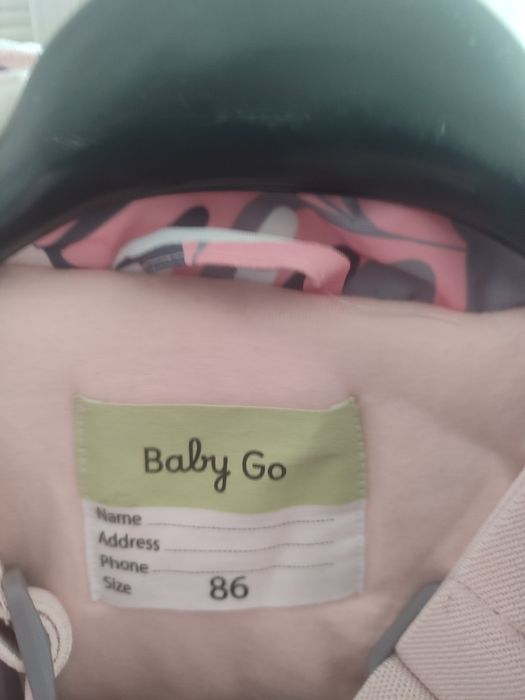 Baby Go
Name
Address
Phone
Size 86